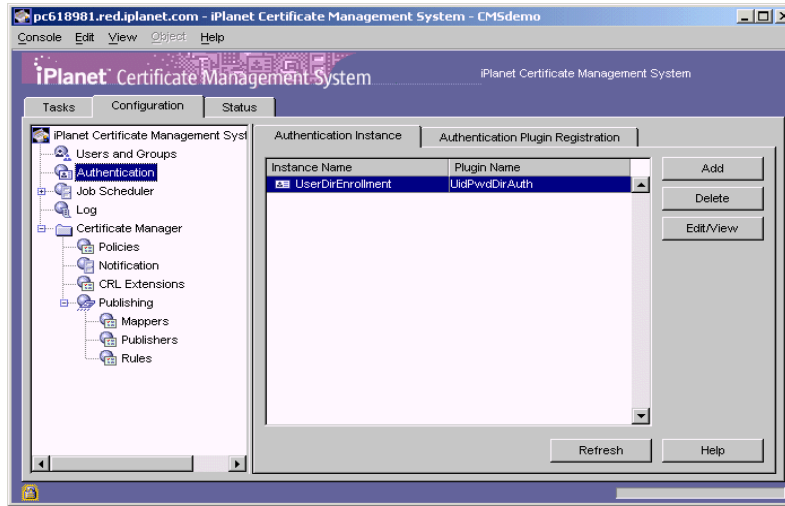 pc618981.red.iplanet.com - iPlanet Certificate Management System - CMSdemo
Console Edit View Object Help
iPlanet Certificate Management System
iPlanet Certificate Management System
Tasks Configuration Status
iPlanet Certificate Management Syst
Users and Groups
Authentication
Job Scheduler
Log
Certificate Manager
Policies
Notification
CRL Extensions
Publishing
Mappers
Publishers
Rules
Authentication Instance Authentication Plugin Registration
Instance Name Plugin Name
UserDirEnrollment UidPwdDirAuth
Add
Delete
Edit/View
Refresh Help